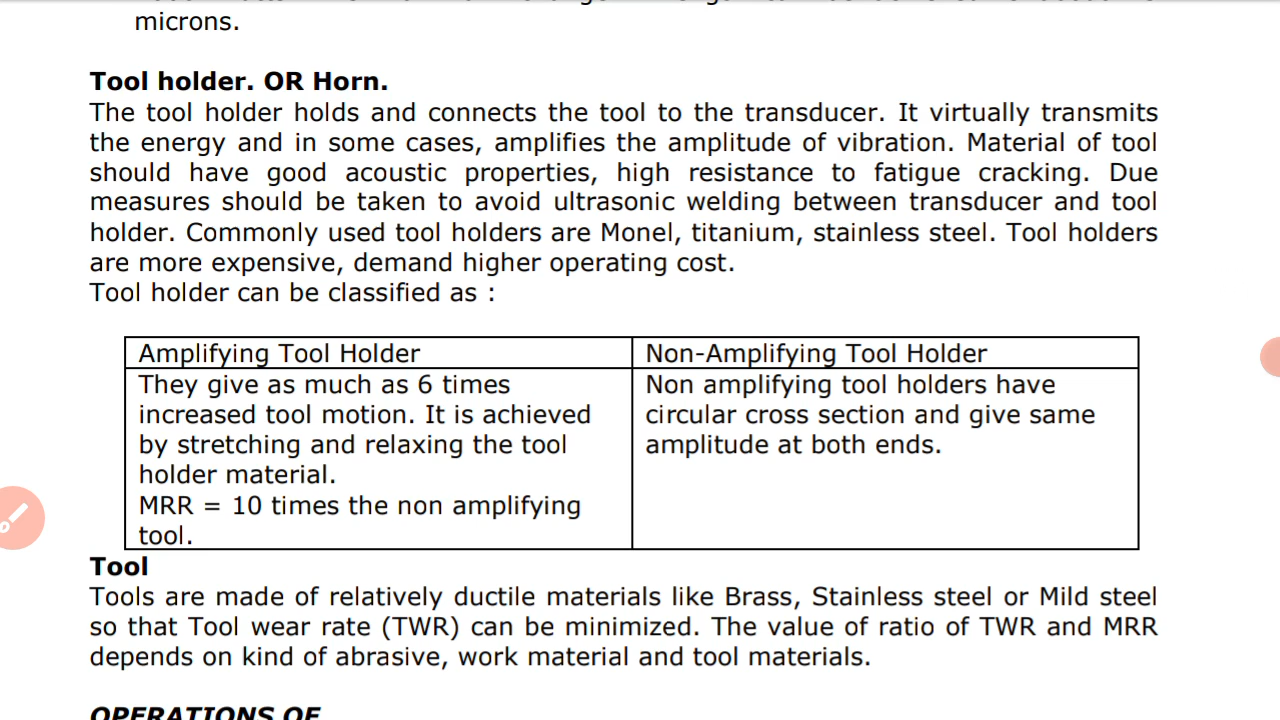 microns.
Tool holder. OR Horn.
The tool holder holds and connects the tool to the transducer. It virtually transmits
the energy and in some cases, amplifies the amplitude of vibration. Material of tool
should have good acoustic properties, high resistance to fatigue cracking. Due
measures should be taken to avoid ultrasonic welding between transducer and tool
holder. Commonly used tool holders are Monel, titanium, stainless steel. Tool holders
are more expensive, demand higher operating cost.
Tool holder can be classified as :
Amplifying Tool Holder
They give as much as 6 times
increased tool motion. It is achieved
by stretching and relaxing the tool
holder material.
MRR = 10 times the non amplifying
tool.
Non-Amplifying Tool Holder
Non amplifying tool holders have
circular cross section and give same
amplitude at both ends.
Tool
Tools are made of relatively ductile materials like Brass, Stainless steel or Mild steel
so that Tool wear rate (TWR) can be minimized. The value of ratio of TWR and MRR
depends on kind of abrasive, work material and tool materials.
OPERATIONS OF